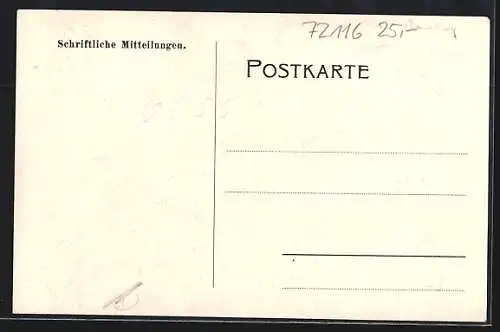 72116 25,-
Schriftliche Mitteilungen.
POSTKARTE